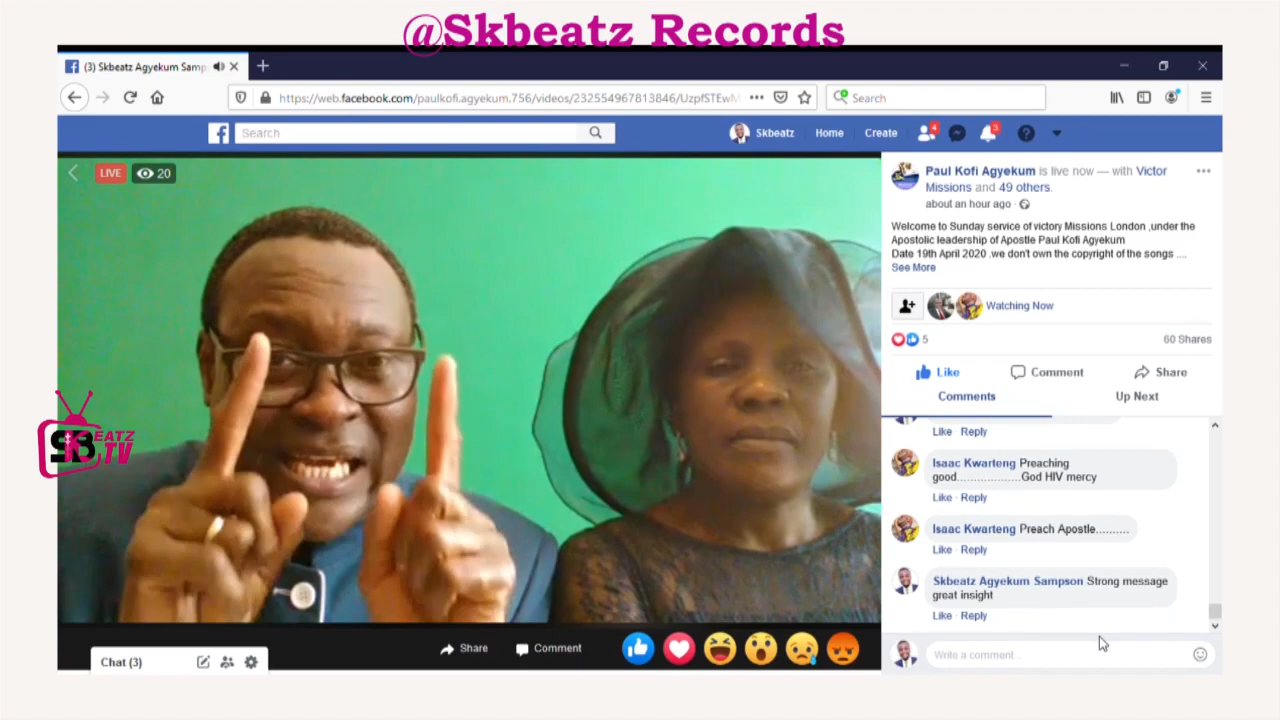 @Skbeatz Records
(3) Skbeatz Agyekum Samp
https://web.facebook.com/paulkofi.agyekum.756/videos/232554967813846/UzpfSTEwM
Search
Search
Skbeatz
Home
Create
4
3
LIVE
20
Paul Kofi Agyekum is live now — with Victor
Missions and 49 others.
about an hour ago ·
Welcome to Sunday service of victory Missions London ,under the
Apostolic leadership of Apostle Paul Kofi Agyekum
Date 19th April 2020 .we don't own the copyright of the songs ....
See More
Watching Now
5
60 Shares
Like
Comment
Share
Comments
Up Next
Like · Reply
Isaac Kwarteng Preaching
good...................God HIV mercy
Like · Reply
Isaac Kwarteng Preach Apostle..........
Like · Reply
Skbeatz Agyekum Sampson Strong message
great insight
Like · Reply
Write a comment...
SKBEATZ
TV
Share
Comment
Chat (3)